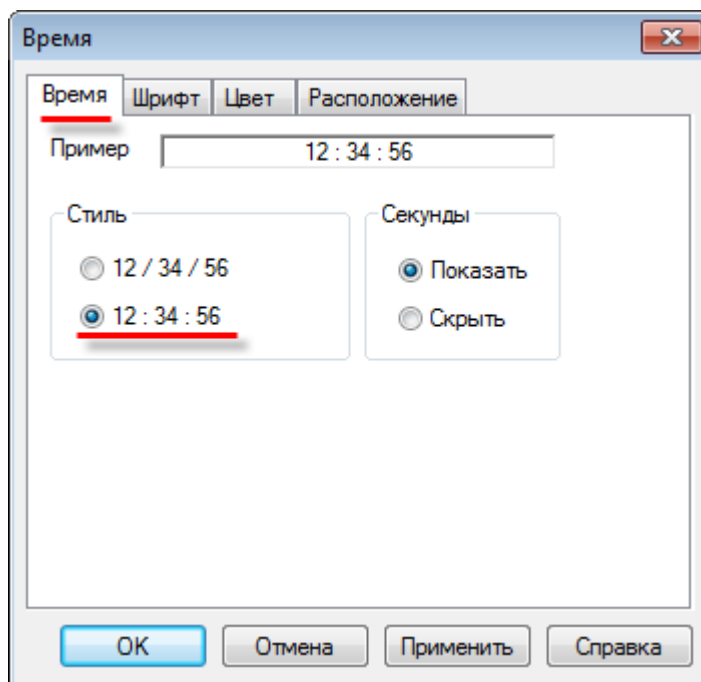 Время
Время Шрифт Цвет Расположение
Пример 12 : 34 : 56
Стиль Секунды
12 / 34 / 56 Показать
12 : 34 : 56 Скрыть
OK Отмена Применить Справка